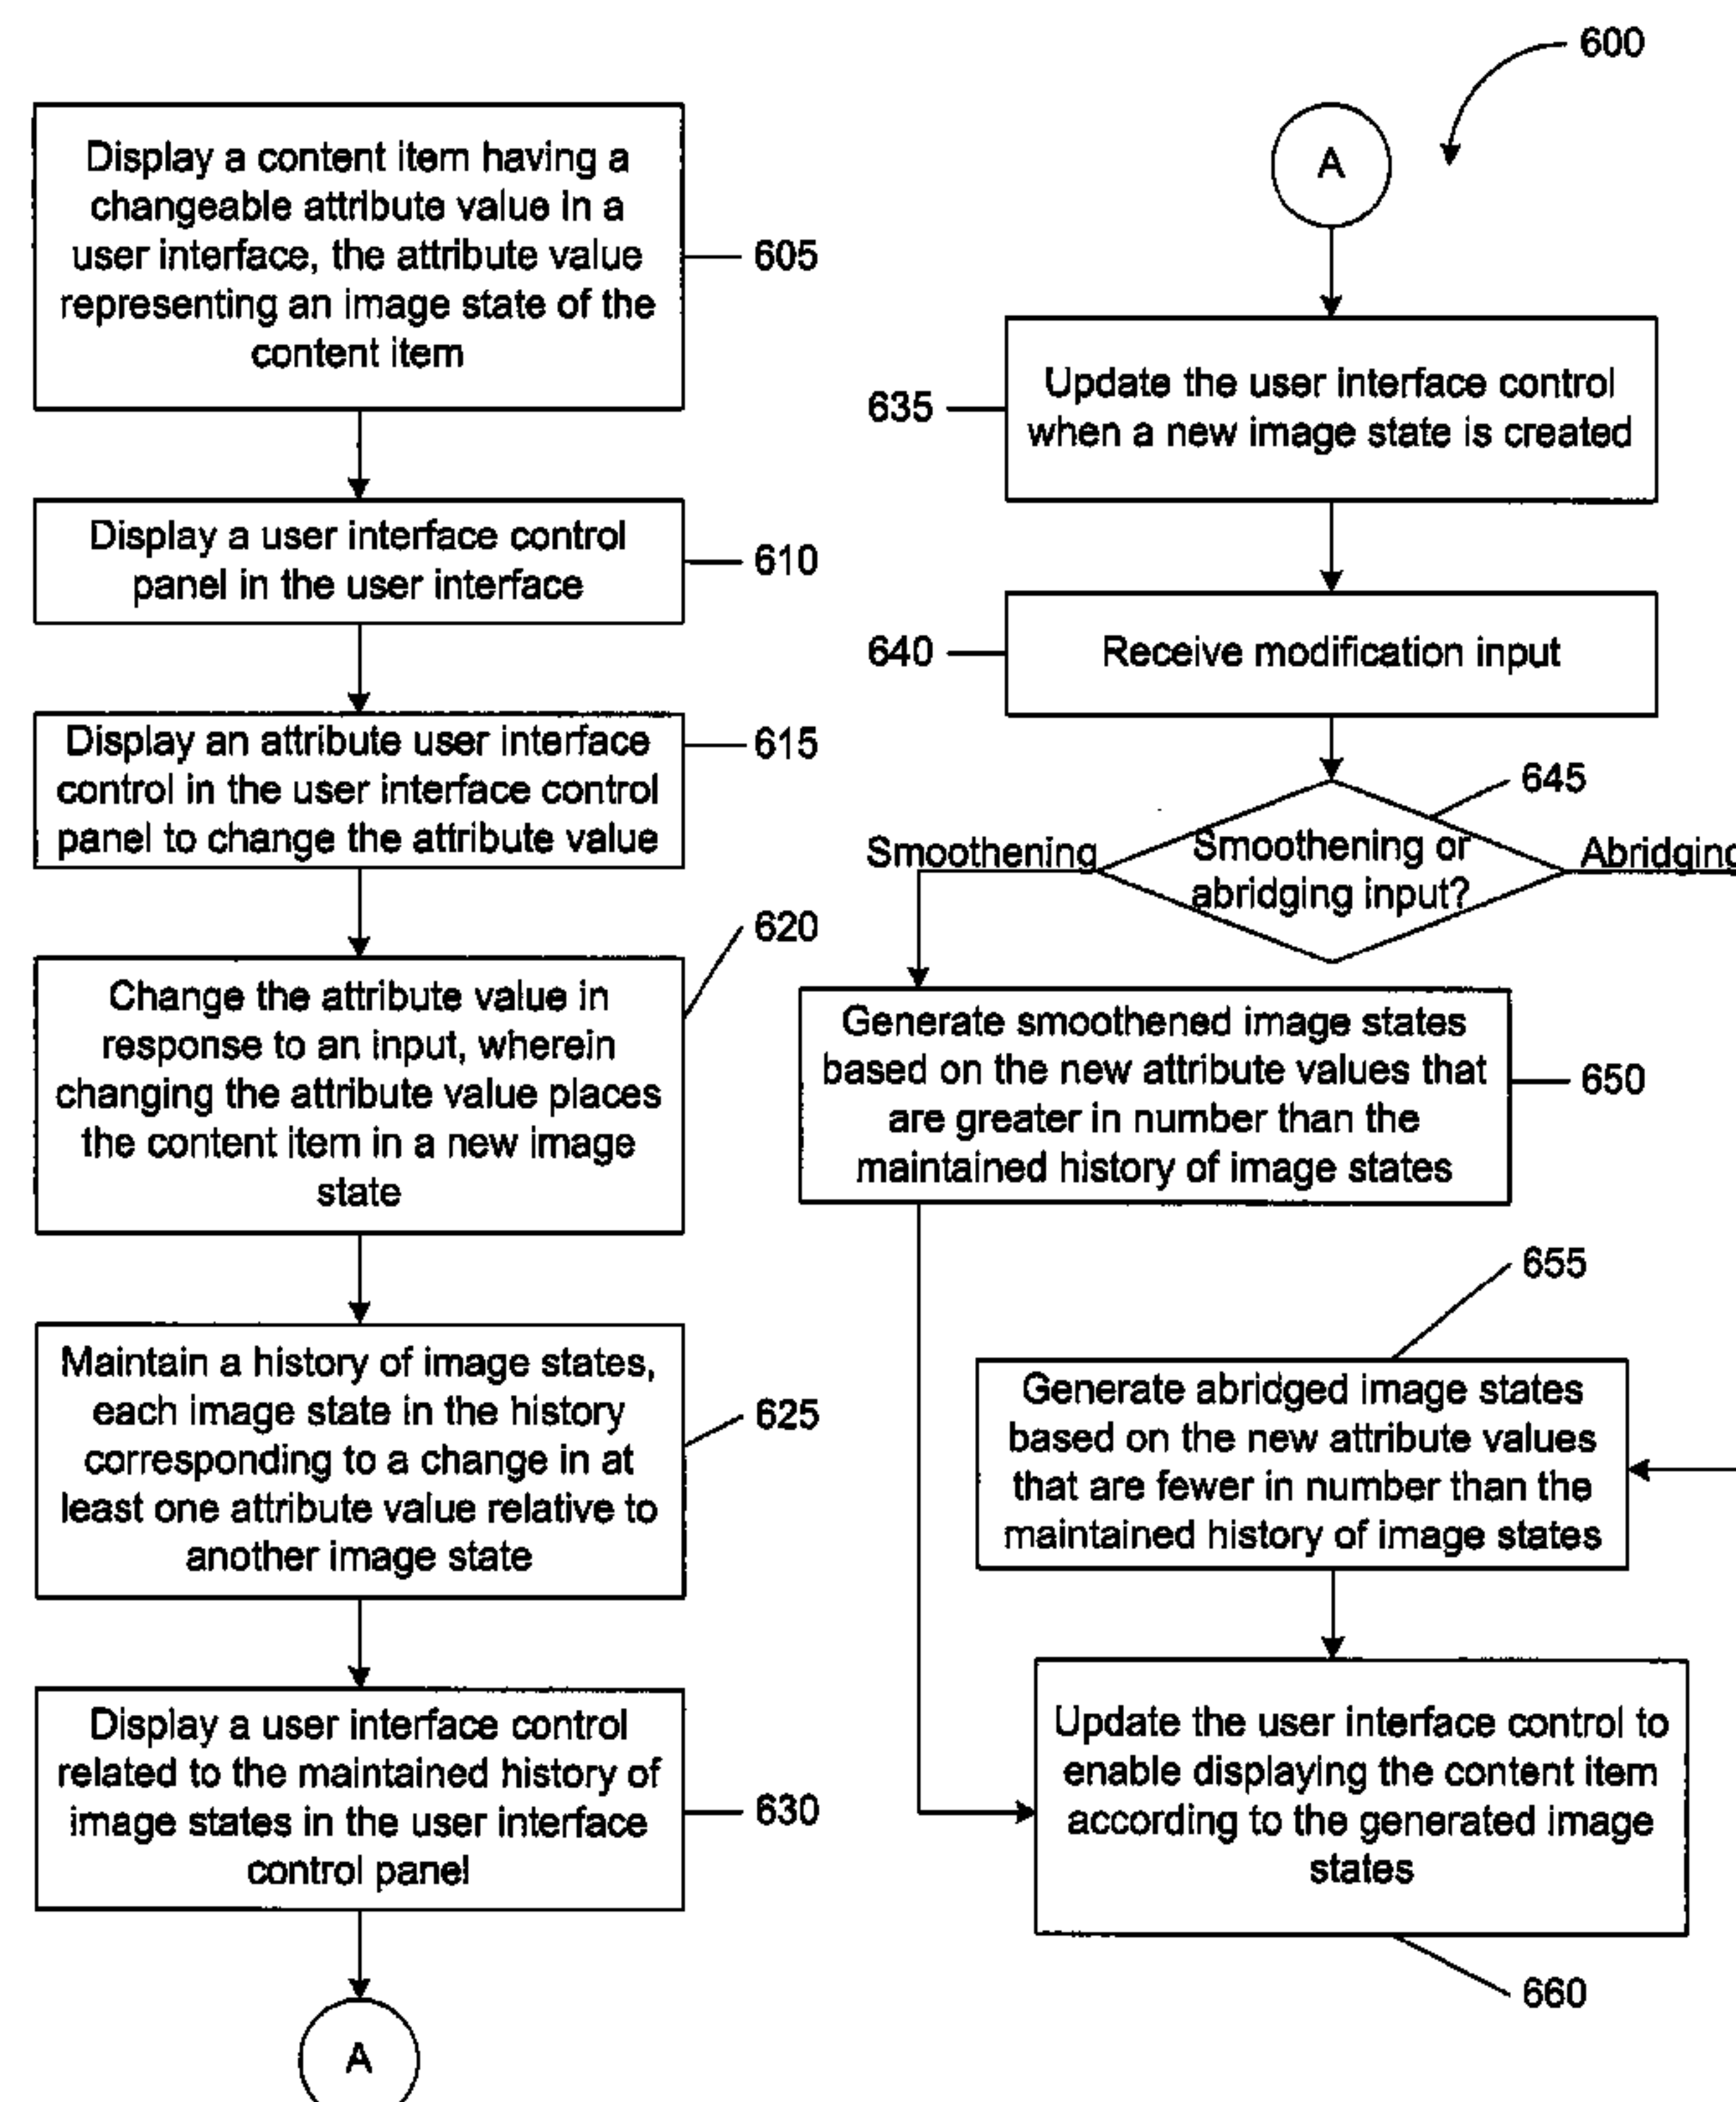 600
Display a content item having a
changeable attribute value in a
user interface, the attribute value
representing an image state of the
content item
605
Display a user interface control
panel in the user interface
610
Display an attribute user interface
control in the user interface control
panel to change the attribute value
615
Change the attribute value in
response to an input, wherein
changing the attribute value places
the content item in a new image
state
620
Maintain a history of image states,
each image state in the history
corresponding to a change in at
least one attribute value relative to
another image state
625
Display a user interface control
related to the maintained history of
image states in the user interface
control panel
630
A
A
Update the user interface control
when a new image state is created
635
Receive modification input
640
Smoothening or
abridging input?
645
Smoothening
Abridging
Generate smoothened image states
based on the new attribute values that
are greater in number than the
maintained history of image states
650
Generate abridged image states
based on the new attribute values
that are fewer in number than the
maintained history of image states
655
Update the user interface control to
enable displaying the content item
according to the generated image
states
660